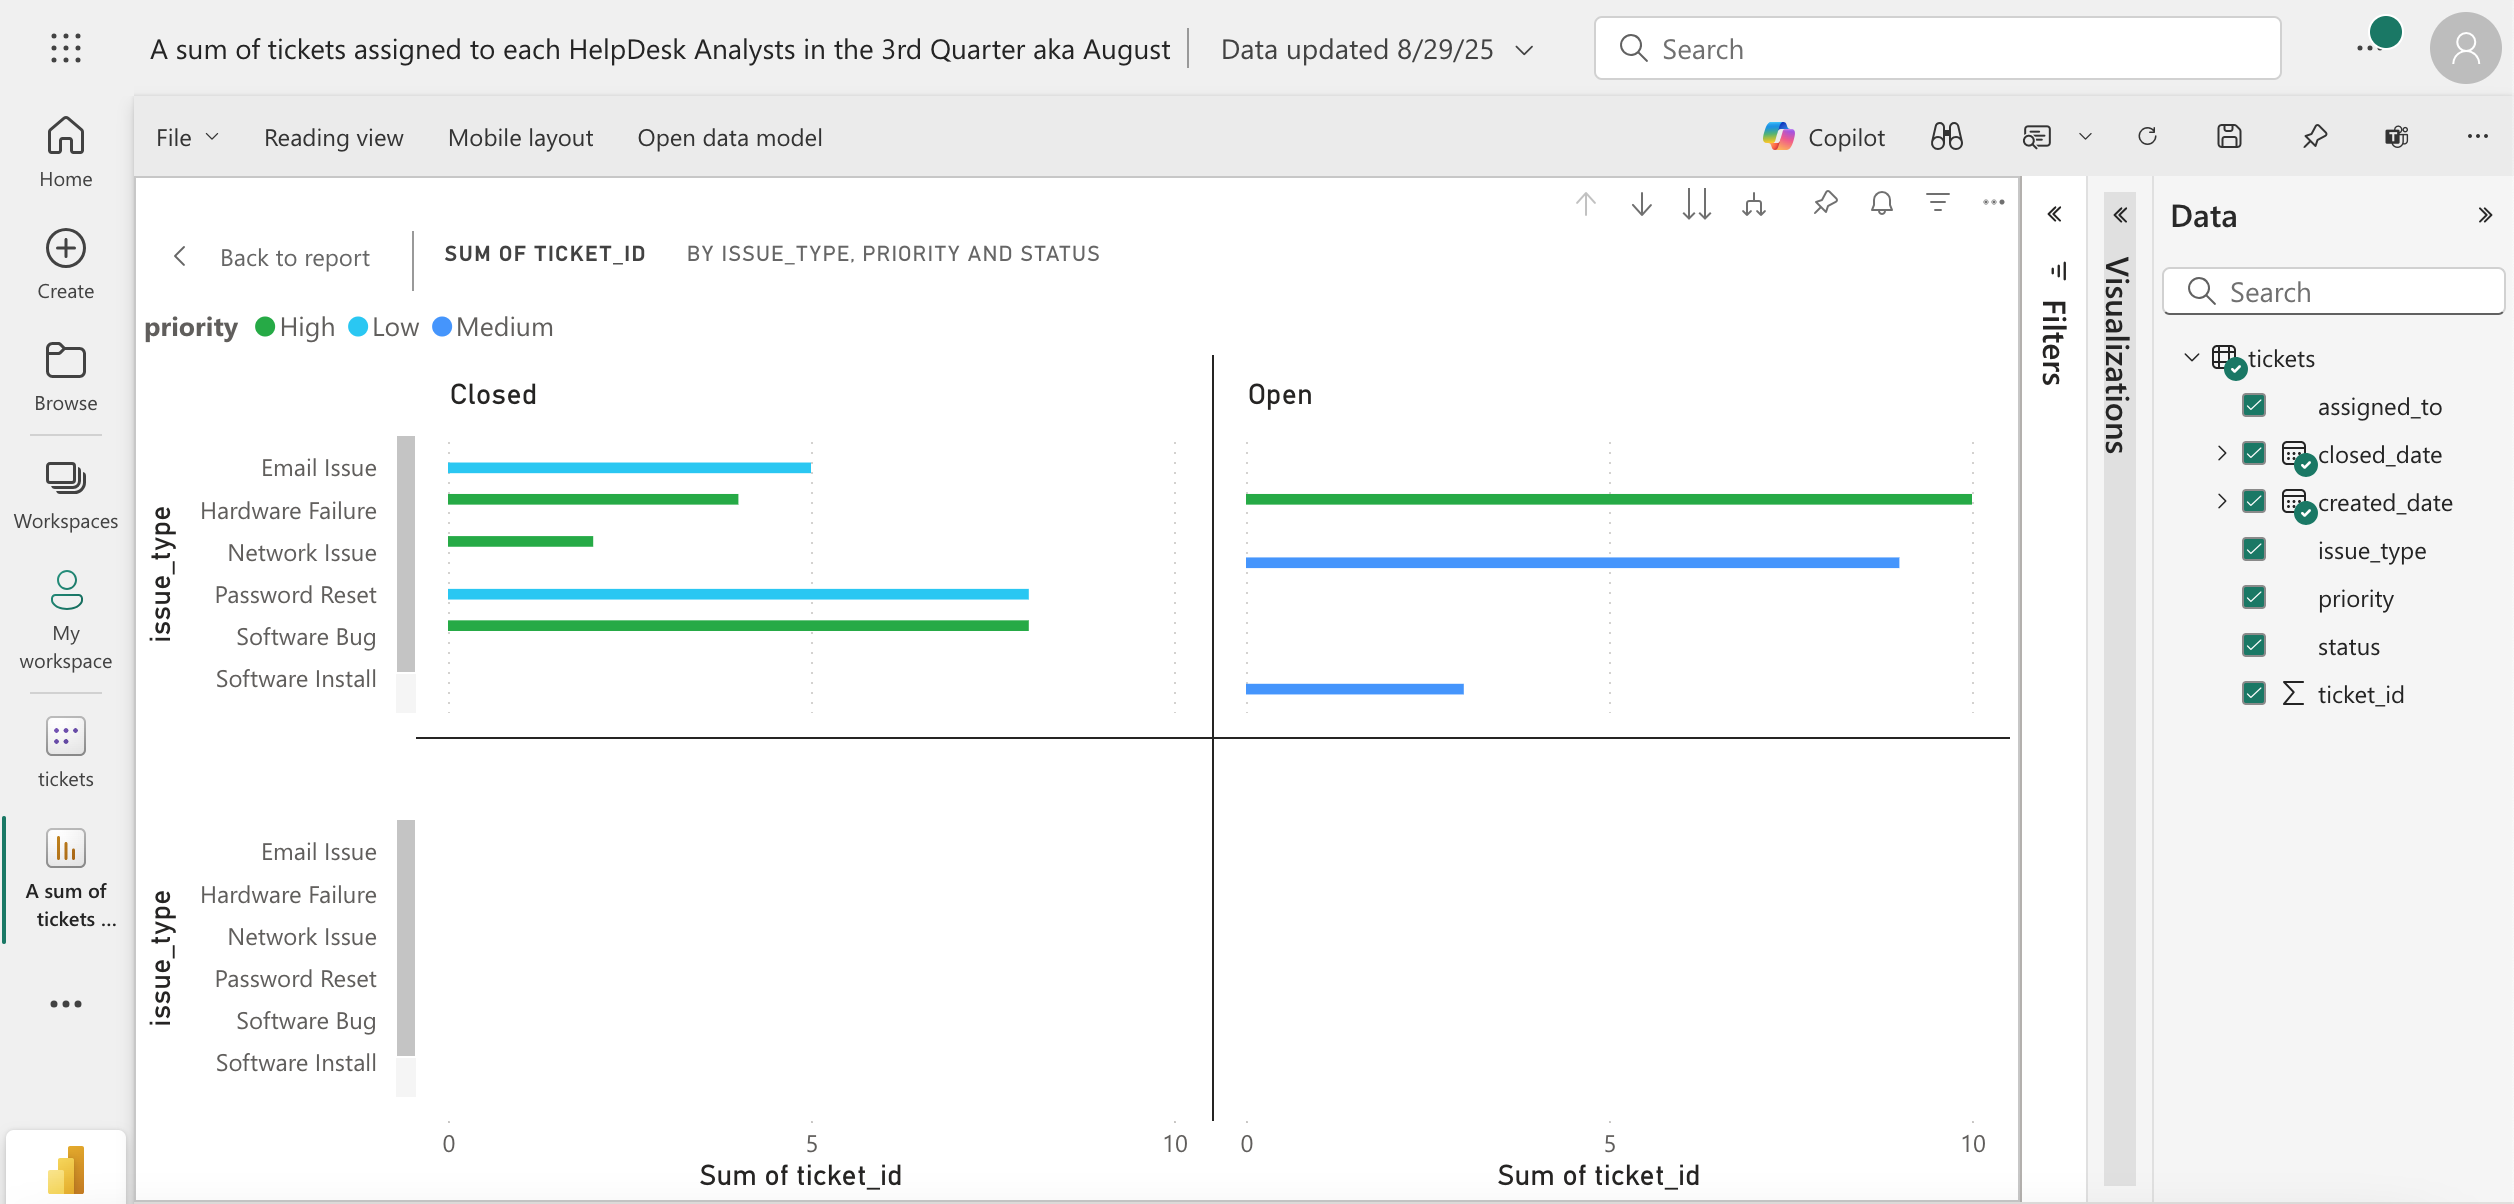 A sum of tickets assigned to each HelpDesk Analysts in the 3rd Quarter aka August
Data updated 8/29/25
Search
File
Reading view
Mobile layout
Open data model
Copilot
Home
Create
Browse
Workspaces
My
workspace
tickets
A sum of
tickets ...
Back to report
SUM OF TICKET_ID
BY ISSUE_TYPE, PRIORITY AND STATUS
priority High Low Medium
Closed
Open
issue_type
Email Issue
Hardware Failure
Network Issue
Password Reset
Software Bug
Software Install
issue_type
Email Issue
Hardware Failure
Network Issue
Password Reset
Software Bug
Software Install
0 5 10
0 5 10
Sum of ticket_id
Sum of ticket_id
Filters
Visualizations
Data
Search
tickets
assigned_to
closed_date
created_date
issue_type
priority
status
ticket_id